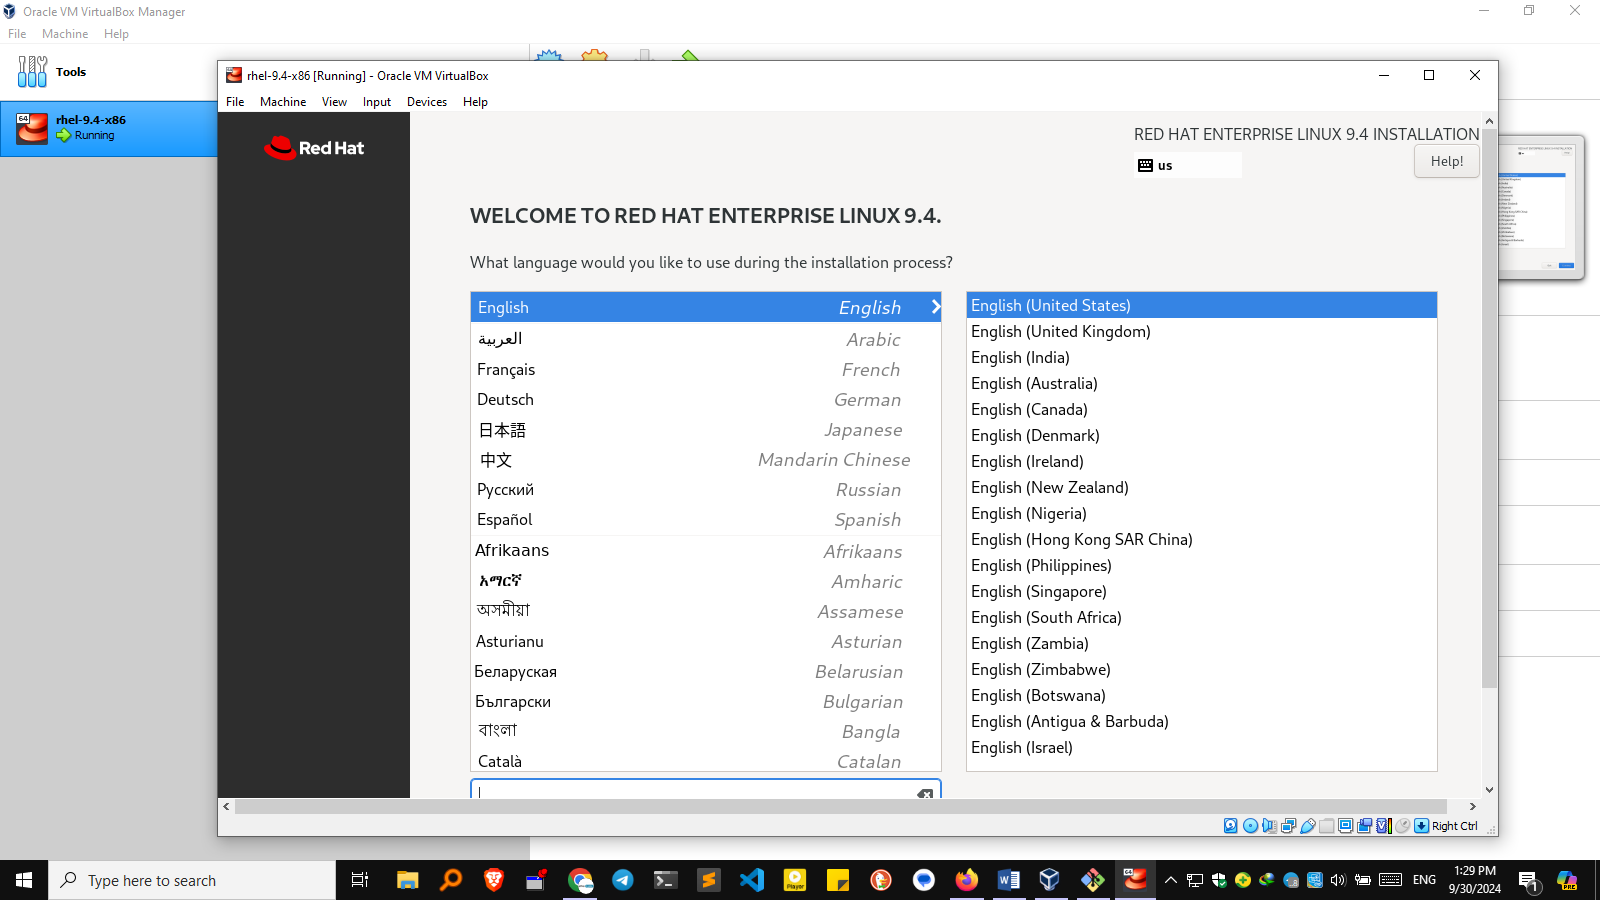 Oracle VM VirtualBox Manager
File Machine Help
Tools
64
rhel-9.4-x86
Running
rhel-9.4-x86 [Running] - Oracle VM VirtualBox
File Machine View Input Devices Help
Red Hat
RED HAT ENTERPRISE LINUX 9.4 INSTALLATION
us
Help!
WELCOME TO RED HAT ENTERPRISE LINUX 9.4.
What language would you like to use during the installation process?
English English
العربية Arabic
Français French
Deutsch German
日本語 Japanese
中文 Mandarin Chinese
Русский Russian
Español Spanish
Afrikaans Afrikaans
አማርኛ Amharic
অসমীয়া Assamese
Asturianu Asturian
Беларуская Belarusian
Български Bulgarian
বাংলা Bangla
Català Catalan
English (United States)
English (United Kingdom)
English (India)
English (Australia)
English (Canada)
English (Denmark)
English (Ireland)
English (New Zealand)
English (Nigeria)
English (Hong Kong SAR China)
English (Philippines)
English (Singapore)
English (South Africa)
English (Zambia)
English (Zimbabwe)
English (Botswana)
English (Antigua & Barbuda)
English (Israel)
Right Ctrl
Type here to search
Player
ENG
1:29 PM
9/30/2024
1
PRE